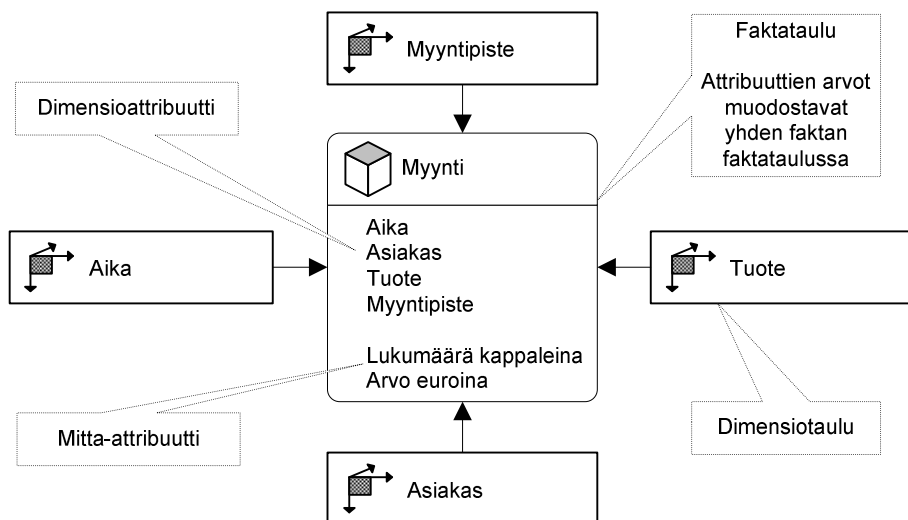 Myyntipiste
Faktataulu
Attribuuttien arvot
muodostavat
yhden faktan
faktataulussa
Dimensioattribuutti
Myynti
Aika
Asiakas
Tuote
Myyntipiste
Lukumäärä kappaleina
Arvo euroina
Aika
Tuote
Mitta-attribuutti
Dimensiotaulu
Asiakas